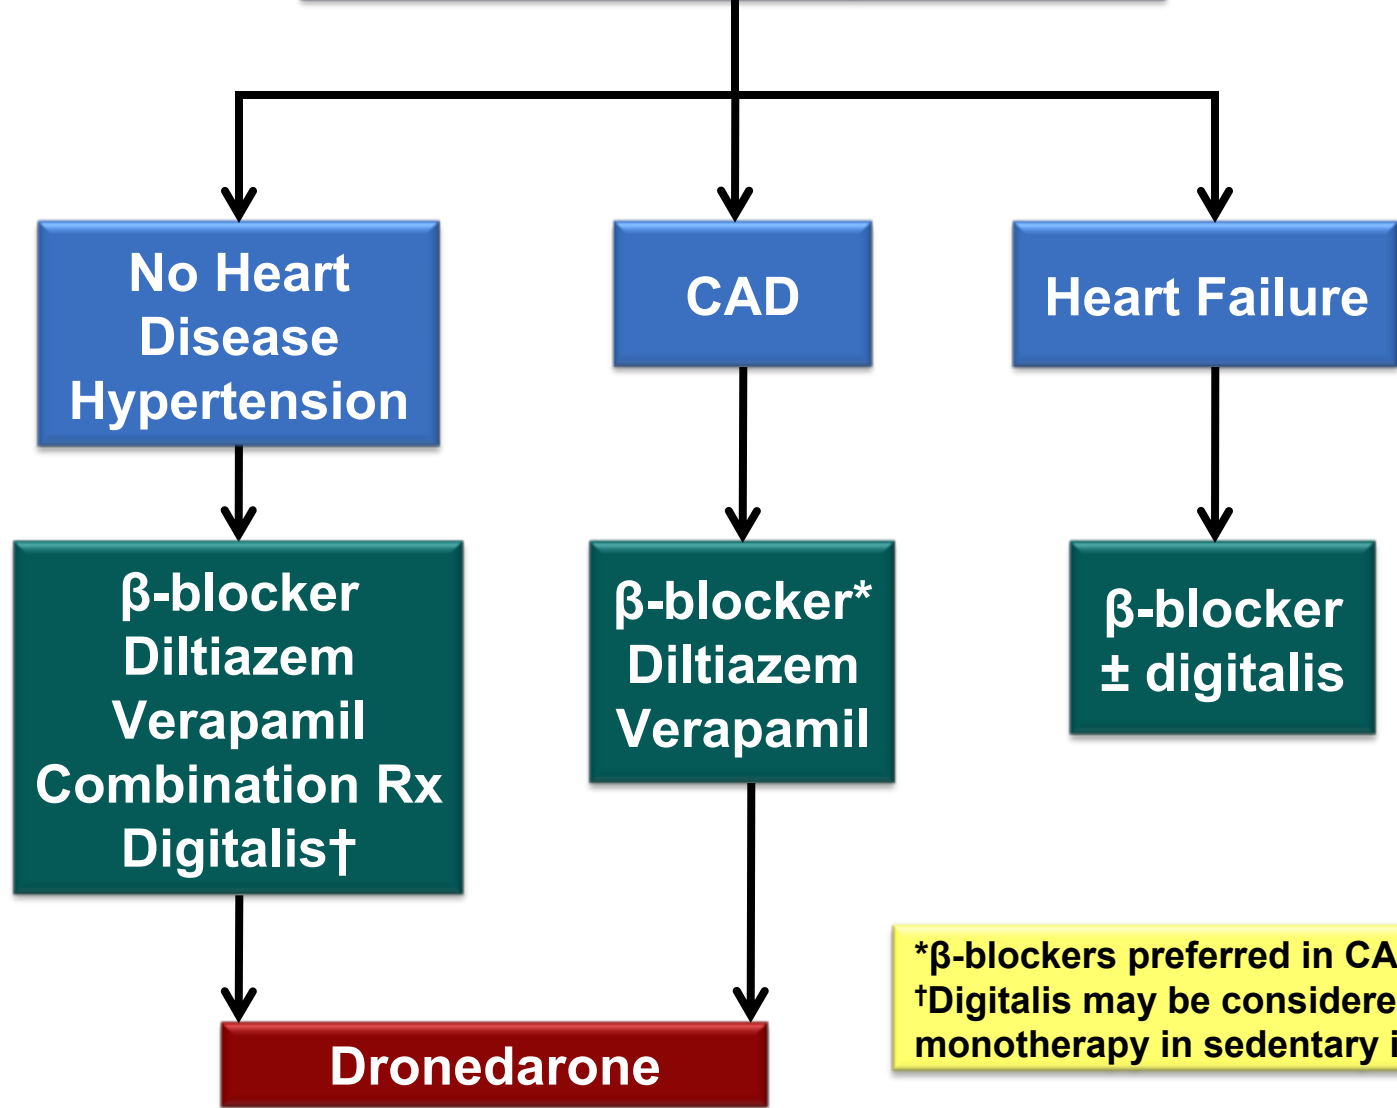 No Heart
Disease
Hypertension
CAD
Heart Failure
β-blocker
Diltiazem
Verapamil
Combination Rx
Digitalis†
β-blocker*
Diltiazem
Verapamil
β-blocker
± digitalis
*β-blockers preferred in
†Digitalis may be
monotherapy in sedentary
Dronedarone